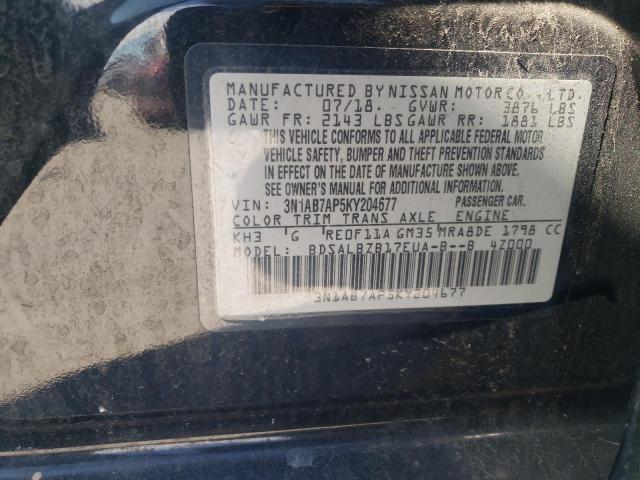 MANUFACTURED BY NISSAN MOTOR CO., LTD.
DATE: 07/18. GVWR: 3876 LBS
GAWR FR: 2143 LBS GAWR RR: 1881 LBS
THIS VEHICLE CONFORMS TO ALL APPLICABLE FEDERAL MOTOR
VEHICLE SAFETY, BUMPER AND THEFT PREVENTION STANDARDS
IN EFFECT ON THE DATE OF MANUFACTURE SHOWN ABOVE.
SEE OWNER'S MANUAL FOR ADDITIONAL INFORMATION.
VIN: 3N1AB7AP5KY204677 PASSENGER CAR.
COLOR TRIM TRANS AXLE ENGINE
KH3 G RE0F11A GM35 MRA8DE 1798 CC
MODEL: BDSALBZB17EUA-B--B 4Z000
3N1AB7AP5KY204677